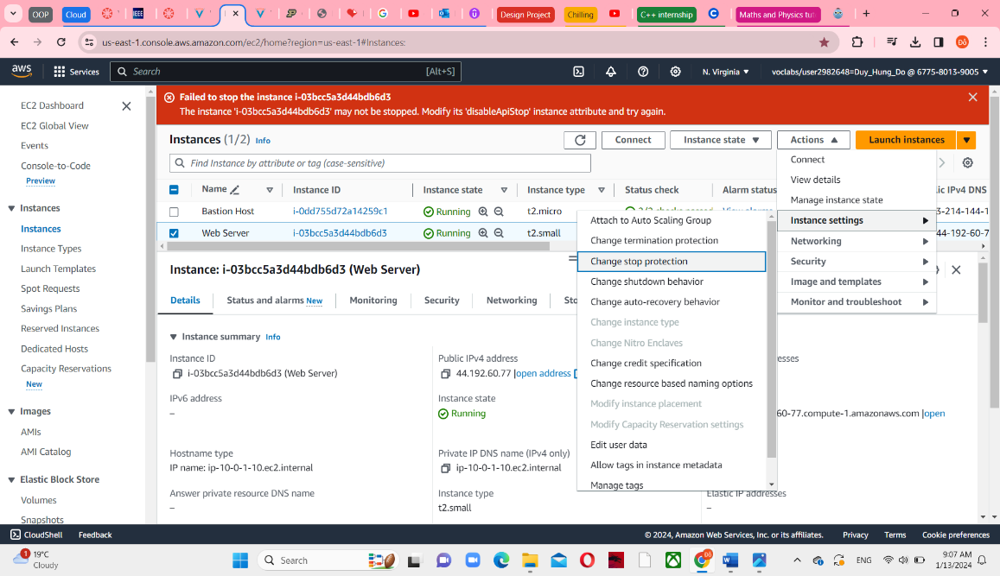 OOP
Cloud
IEEE
Design Project
Chilling
C++ internship
Maths and Physics tu
us-east-1.console.aws.amazon.com/ec2/home?region=us-east-1#Instances:
aws
Services
Search
[Alt+S]
N. Virginia
voclabs/user2982648=Duy_Hung_Do @ 6775-8013-9005
Failed to stop the instance i-03bcc5a3d44bdb6d3
The instance 'i-03bcc5a3d44bdb6d3' may not be stopped. Modify its 'disableApiStop' instance attribute and try again.
EC2 Dashboard
EC2 Global View
Events
Console-to-Code
Preview
Instances
Instances
Instance Types
Launch Templates
Spot Requests
Savings Plans
Reserved Instances
Dedicated Hosts
Capacity Reservations
New
Images
AMIs
AMI Catalog
Elastic Block Store
Volumes
Snapshots
Instances (1/2) Info
Connect
Instance state
Actions
Launch instances
Find Instance by attribute or tag (case-sensitive)
Name
Instance ID
Instance state
Instance type
Status check
Alarm status
IPv4 DNS
Bastion Host
i-0dd755d72a14259c1
Running
t2.micro
3-214-144-1
Web Server
i-03bcc5a3d44bdb6d3
Running
t2.small
44-192-60-7
Connect
View details
Manage instance state
Instance settings
Networking
Security
Image and templates
Monitor and troubleshoot
Attach to Auto Scaling Group
Change termination protection
Change stop protection
Change shutdown behavior
Change auto-recovery behavior
Change instance type
Change Nitro Enclaves
Change credit specification
Change resource based naming options
Modify instance placement
Modify Capacity Reservation settings
Edit user data
Allow tags in instance metadata
Manage tags
Instance: i-03bcc5a3d44bdb6d3 (Web Server)
Details
Status and alarms New
Monitoring
Security
Networking
Sto
Instance summary Info
Instance ID
i-03bcc5a3d44bdb6d3 (Web Server)
Public IPv4 address
44.192.60.77 |open address
esses
IPv6 address
–
Instance state
Running
60-77.compute-1.amazonaws.com |open
Hostname type
IP name: ip-10-0-1-10.ec2.internal
Private IP DNS name (IPv4 only)
ip-10-0-1-10.ec2.internal
Answer private resource DNS name
–
Instance type
t2.small
Elastic IP addresses
–
CloudShell
Feedback
© 2024, Amazon Web Services, Inc. or its affiliates.
Privacy
Terms
Cookie preferences
1
19°C
Cloudy
Search
ENG
9:07 AM
1/13/2024